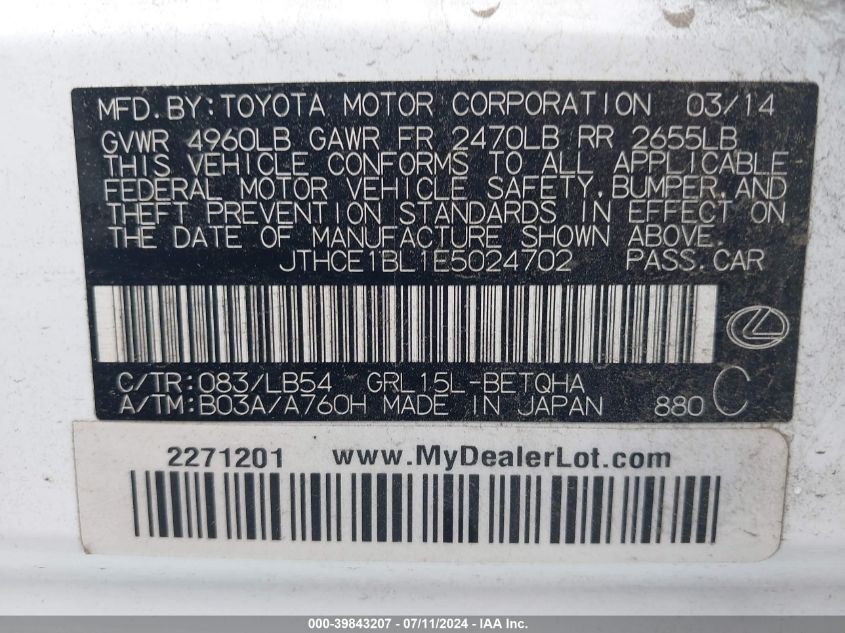 MFD.BY:TOYOTA MOTOR CORPORATION 03/14
GVWR 4960LB GAWR FR 2470LB RR 2655LB
THIS VEHICLE CONFORMS TO ALL APPLICABLE
FEDERAL MOTOR VEHICLE SAFETY, BUMPER, AND
THEFT PREVENTION STANDARDS IN EFFECT ON
THE DATE OF MANUFACTURE SHOWN ABOVE.
JTHCE1BL1E5024702 PASS.CAR
C/TR:083/LB54 GRL15L-BETQHA
A/TM:B03A/A760H MADE IN JAPAN 880 C
2271201 www.MyDealerLot.com
000-39843207 / 07/11/2024 - IAA Inc.